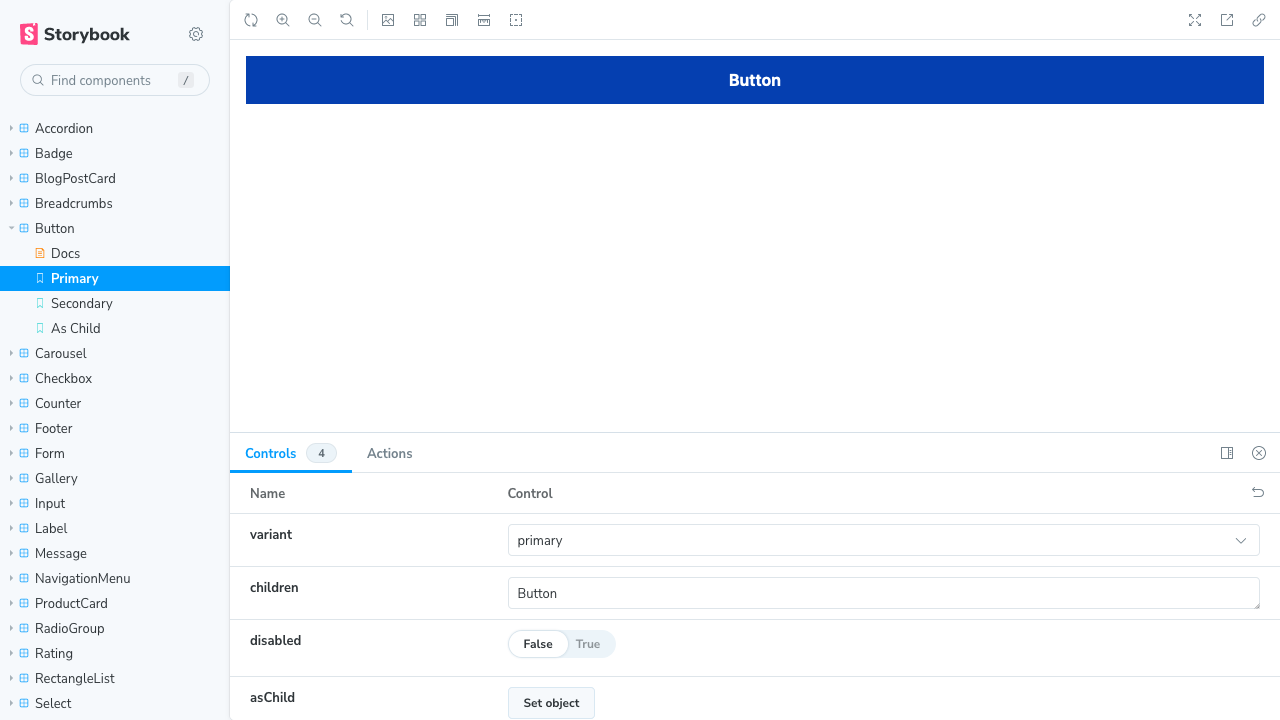 Storybook
Find components
/
Accordion
Badge
BlogPostCard
Breadcrumbs
Button
Docs
Primary
Secondary
As Child
Carousel
Checkbox
Counter
Footer
Form
Gallery
Input
Label
Message
NavigationMenu
ProductCard
RadioGroup
Rating
RectangleList
Select
Button
Controls 4 Actions
Name Control
variant primary
children Button
disabled False True
asChild Set object